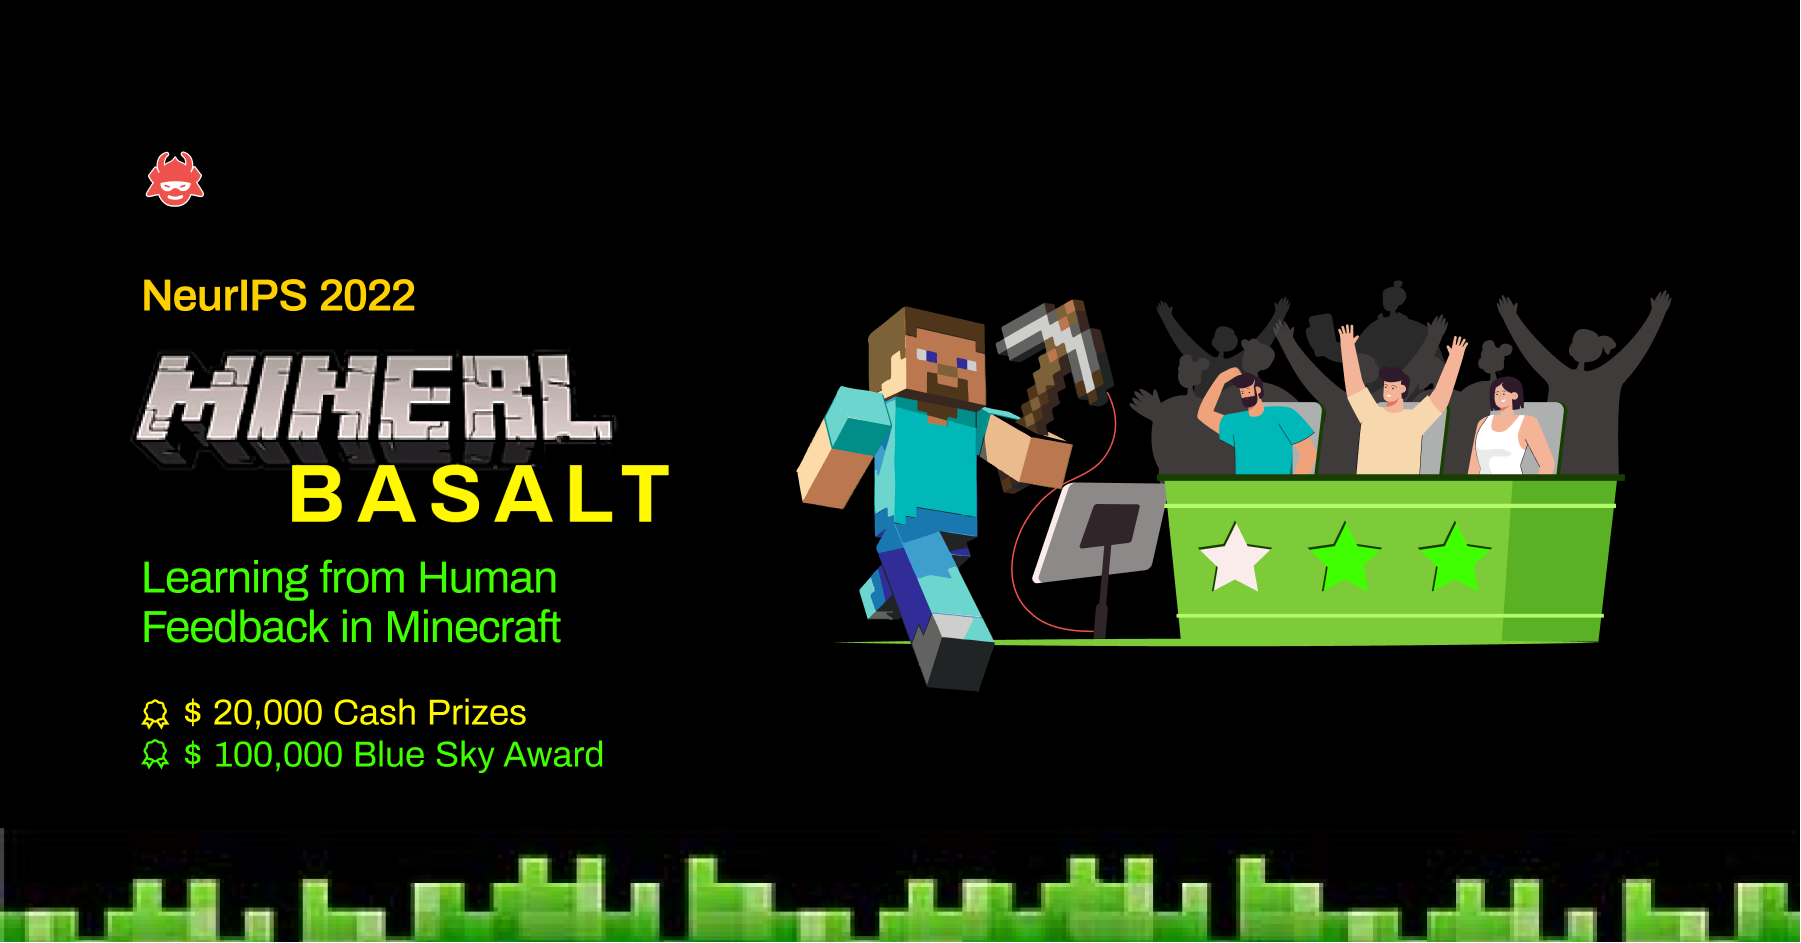 NeurIPS 2022
MINERL
BASALT
Learning from Human
Feedback in Minecraft
$ 20,000 Cash Prizes
$ 100,000 Blue Sky Award